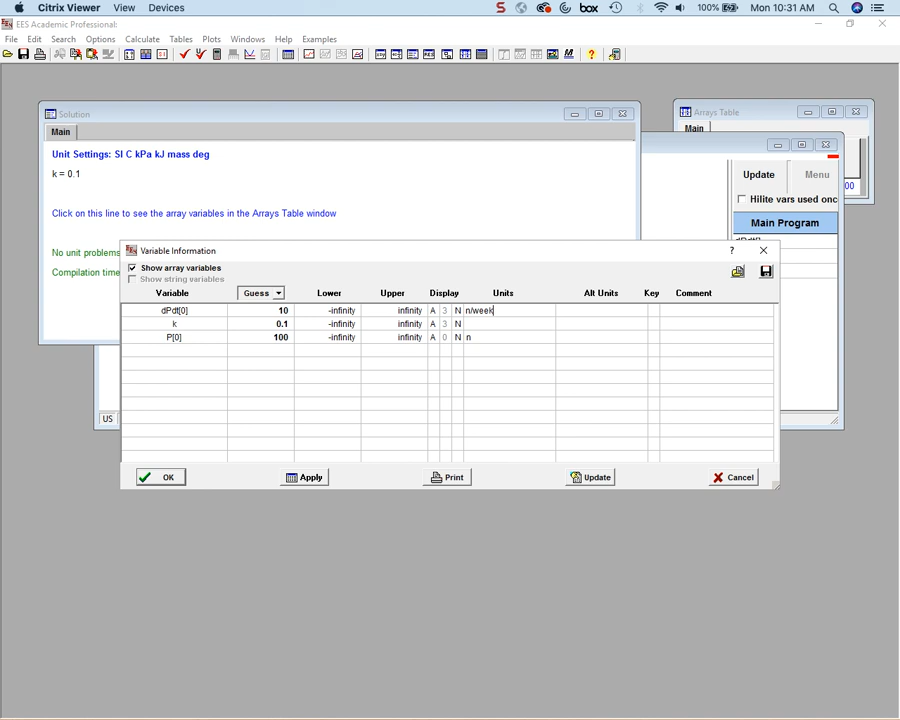 Citrix Viewer View Devices box 100% Mon 10:31 AM
EES Academic Professional:
File Edit Search Options Calculate Tables Plots Windows Help Examples
Solution
Main
Unit Settings: SI C kPa kJ mass deg
k = 0.1
Click on this line to see the array variables in the Arrays Table window
No unit problems
Compilation time
Arrays Table
Main
Update Menu
Hilite vars used onc
00
Main Program
US
Variable Information ?
Show array variables
Show string variables
Variable Guess Lower Upper Display Units Alt Units Key Comment
dPdt[0] 10 -infinity infinity A 3 N n/week
k 0.1 -infinity infinity A 3 N
P[0] 100 -infinity infinity A 0 N n
OK Apply Print Update Cancel